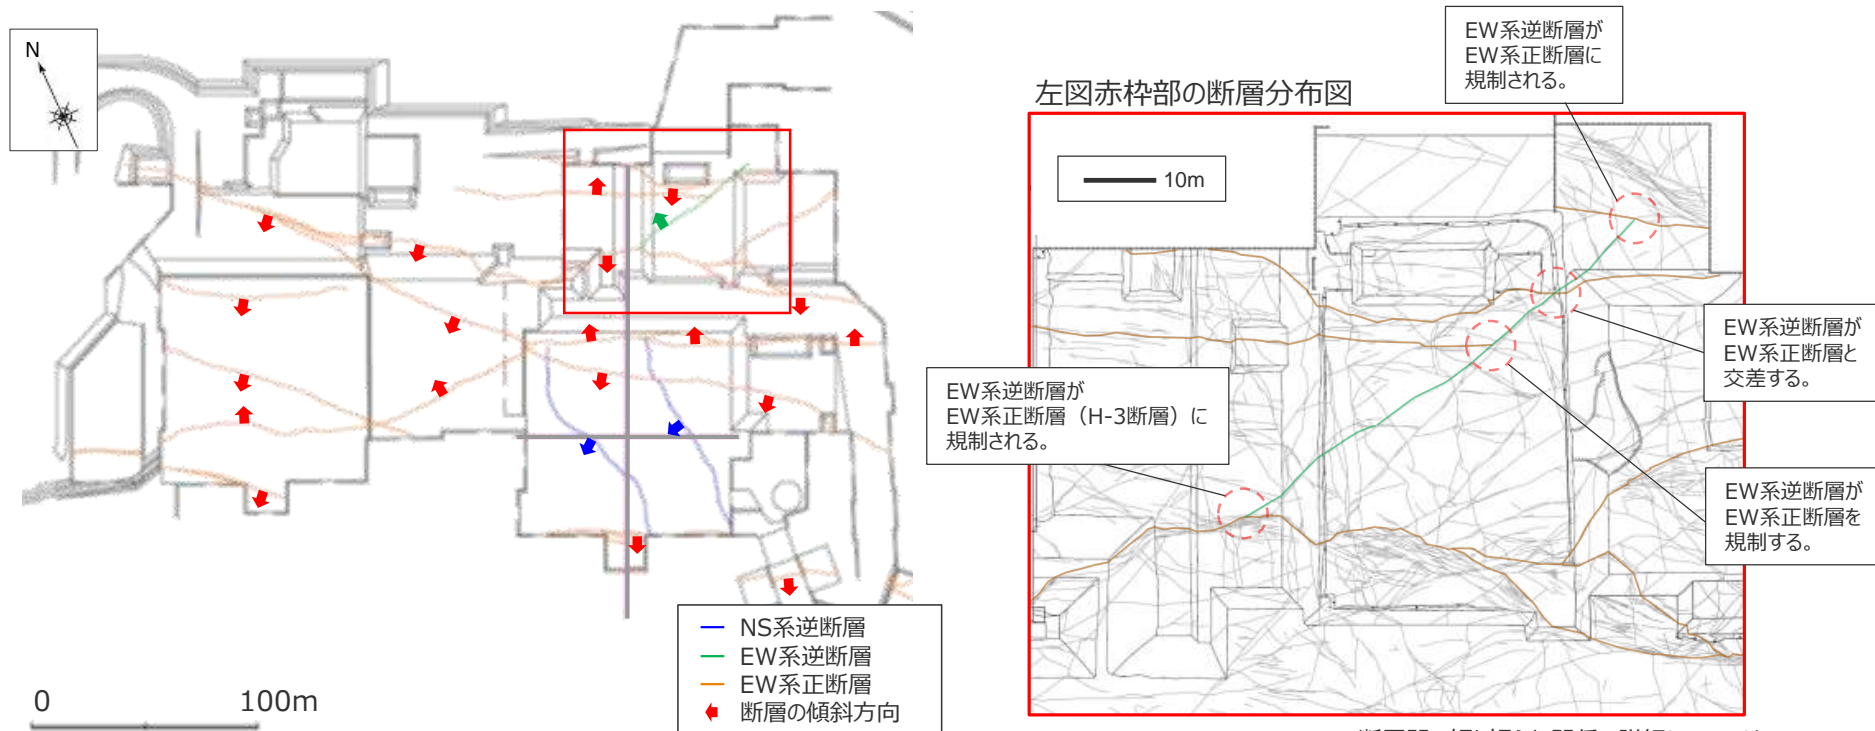 N
0 100m
NS系逆断層
EW系逆断層
EW系正断層
断層の傾斜方向
左図赤枠部の断層分布図
10m
EW系逆断層が
EW系正断層に
規制される。
EW系逆断層が
EW系正断層と
交差する。
EW系逆断層が
EW系正断層（H-3断層）に
規制される。
EW系逆断層が
EW系正断層を
規制する。